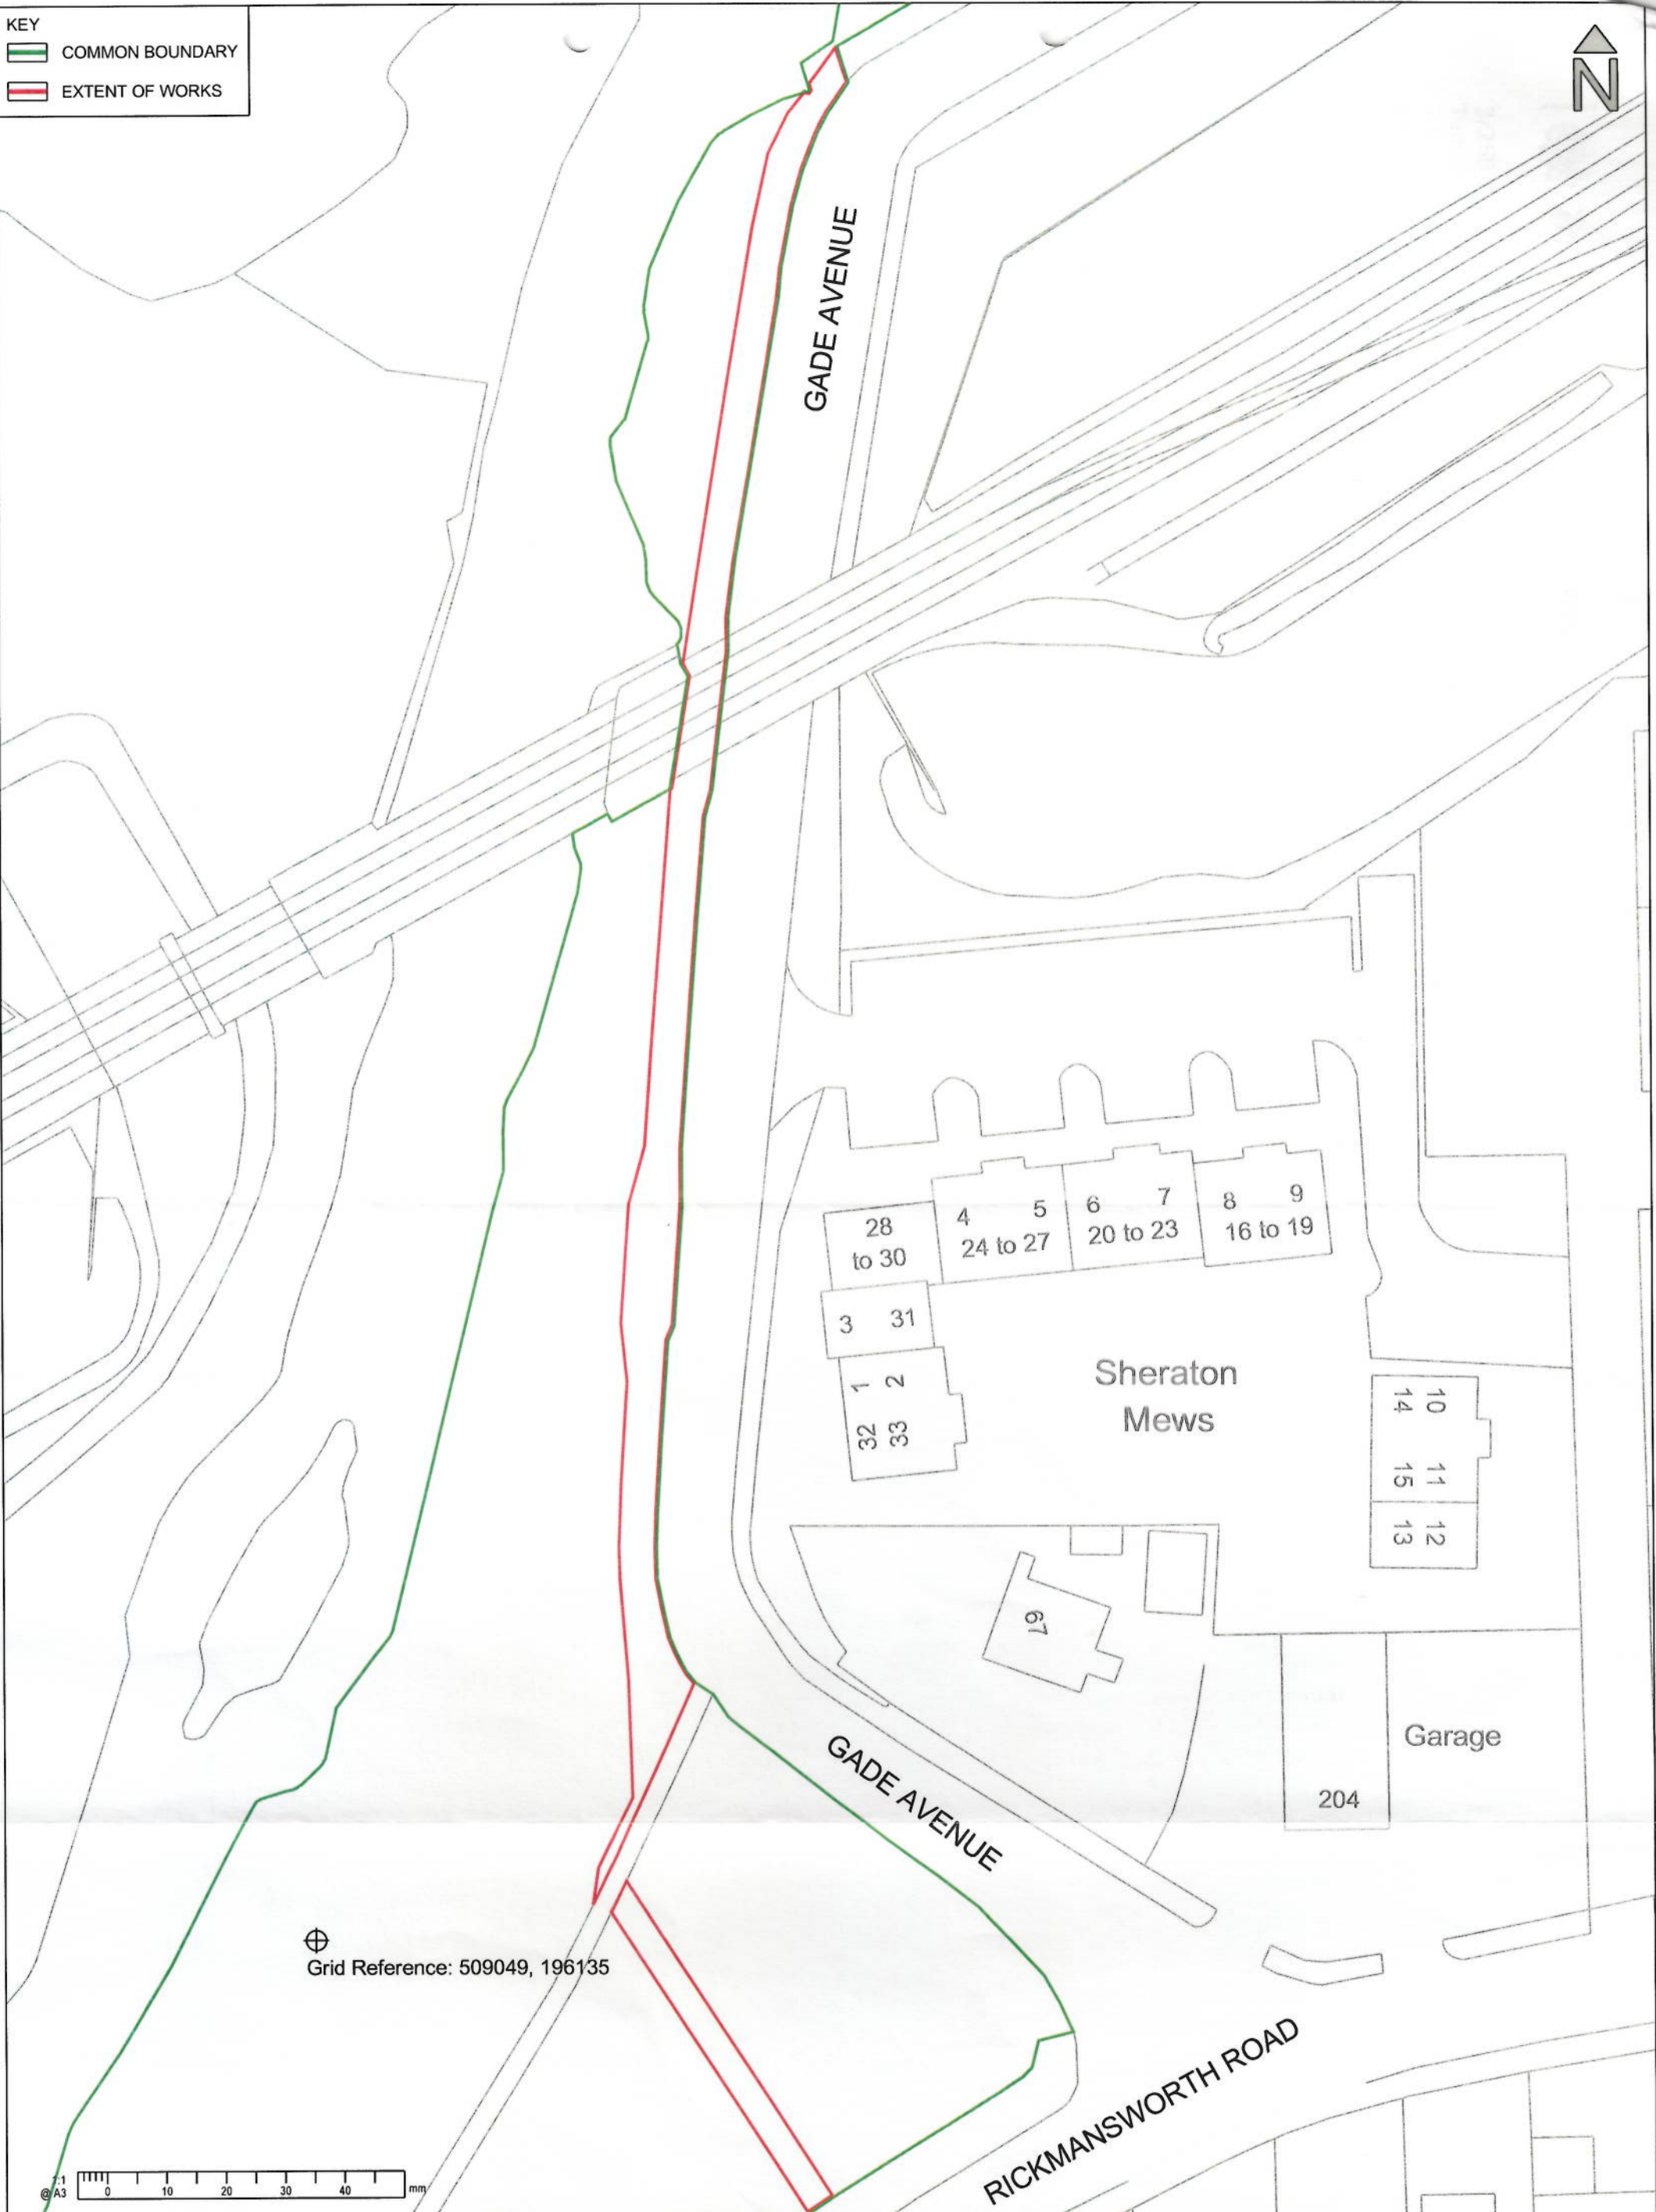 KEY
COMMON BOUNDARY
EXTENT OF WORKS
N
GADE AVENUE
28
to 30
4 5
24 to 27
6 7
20 to 23
8 9
16 to 19
3 31
1 2
32 33
Sheraton
Mews
14 10
15 11
13 12
67
Garage
204
GADE AVENUE
Grid Reference: 509049, 196135
RICKMANSWORTH ROAD
1:1
@ A3
0 10 20 30 40 mm